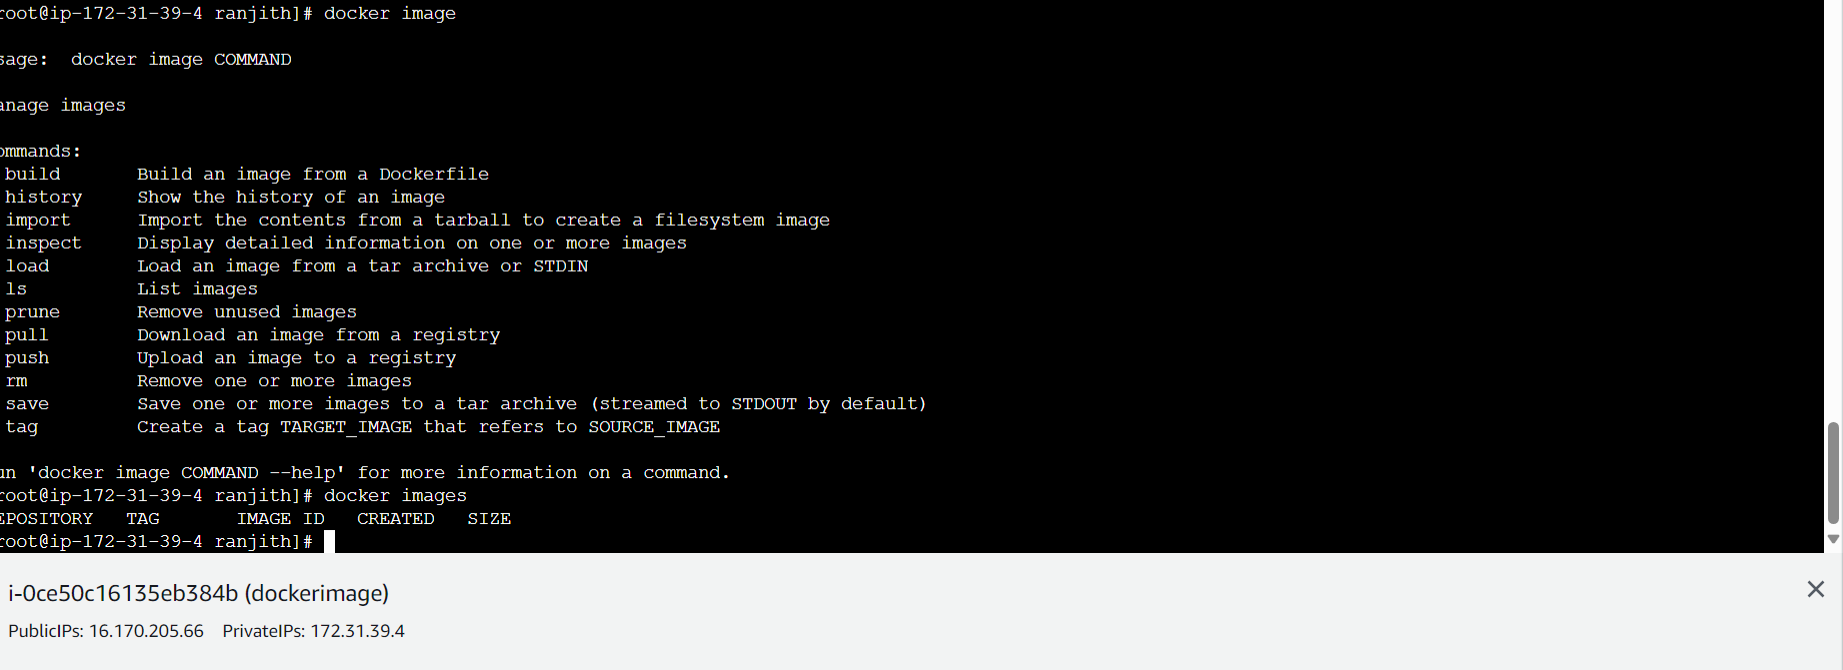 root@ip-172-31-39-4 ranjith]# docker image
sage:  docker image COMMAND
anage images
ommands:
build       Build an image from a Dockerfile
history     Show the history of an image
import      Import the contents from a tarball to create a filesystem image
inspect     Display detailed information on one or more images
load        Load an image from a tar archive or STDIN
ls          List images
prune       Remove unused images
pull        Download an image from a registry
push        Upload an image to a registry
rm          Remove one or more images
save        Save one or more images to a tar archive (streamed to STDOUT by default)
tag         Create a tag TARGET_IMAGE that refers to SOURCE_IMAGE
un 'docker image COMMAND --help' for more information on a command.
root@ip-172-31-39-4 ranjith]# docker images
EPOSITORY   TAG       IMAGE ID   CREATED   SIZE
root@ip-172-31-39-4 ranjith]#
i-0ce50c16135eb384b (dockerimage)
PublicIPs: 16.170.205.66    PrivateIPs: 172.31.39.4